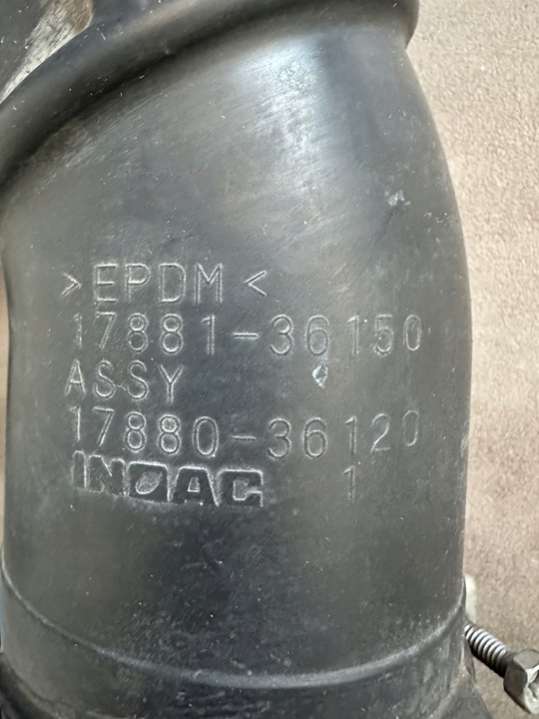 >EPDM<
17881-36150
ASSY
17880-36120
INOAC 1